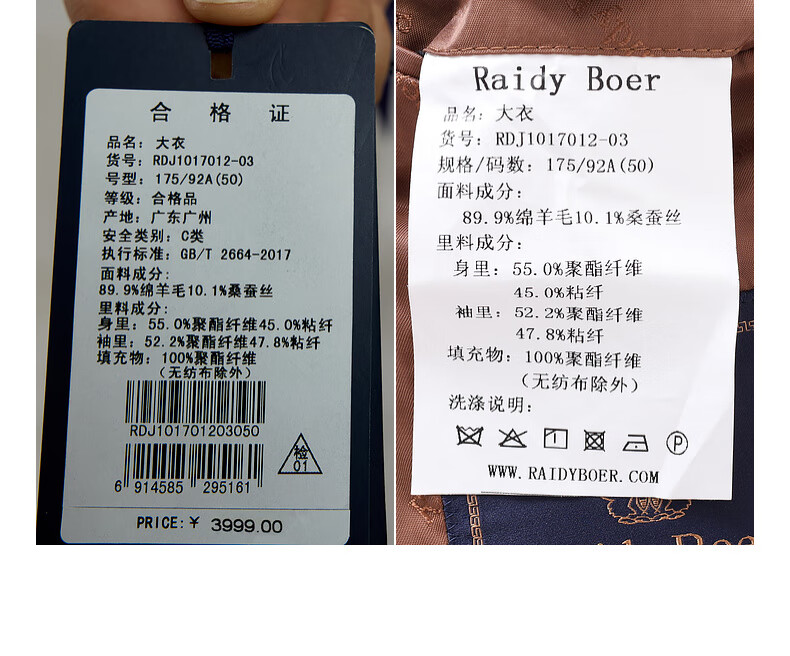 合格证
品名: 大衣
货号: RDJ1017012-03
号型: 175/92A(50)
等级: 合格品
产地: 广东广州
安全类别: C类
执行标准: GB/T 2664-2017
面料成分:
89.9%绵羊毛10.1%桑蚕丝
里料成分:
身里: 55.0%聚酯纤维45.0%粘纤
袖里: 52.2%聚酯纤维47.8%粘纤
填充物: 100%聚酯纤维
(无纺布除外)
RDJ101701203050
检
01
6 914585 295161
PRICE:¥ 3999.00
Raidy Boer
品名: 大衣
货号: RDJ1017012-03
规格/码数: 175/92A(50)
面料成分:
89.9%绵羊毛10.1%桑蚕丝
里料成分:
身里: 55.0%聚酯纤维
45.0%粘纤
袖里: 52.2%聚酯纤维
47.8%粘纤
填充物: 100%聚酯纤维
(无纺布除外)
洗涤说明:
P
WWW.RAIDYBOER.COM